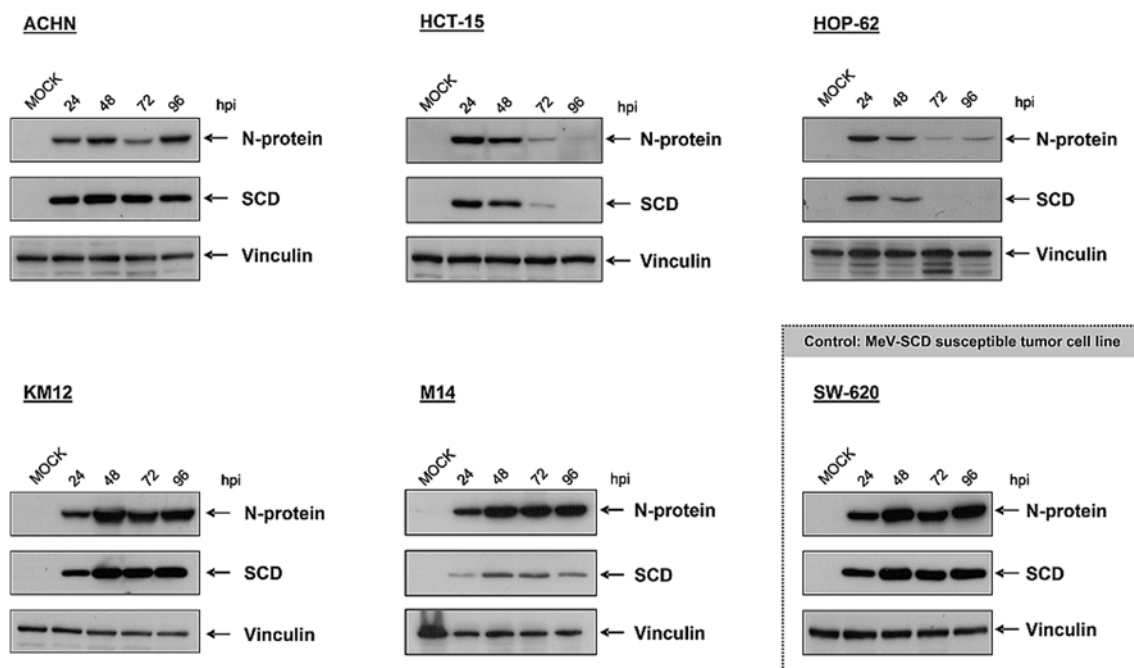 ACHN
MOCK 24 48 72 96 hpi
N-protein
SCD
Vinculin
HCT-15
MOCK 24 48 72 96 hpi
N-protein
SCD
Vinculin
HOP-62
MOCK 24 48 72 96 hpi
N-protein
SCD
Vinculin
KM12
MOCK 24 48 72 96 hpi
N-protein
SCD
Vinculin
M14
MOCK 24 48 72 96 hpi
N-protein
SCD
Vinculin
Control: MeV-SCD susceptible tumor cell line
SW-620
MOCK 24 48 72 96 hpi
N-protein
SCD
Vinculin